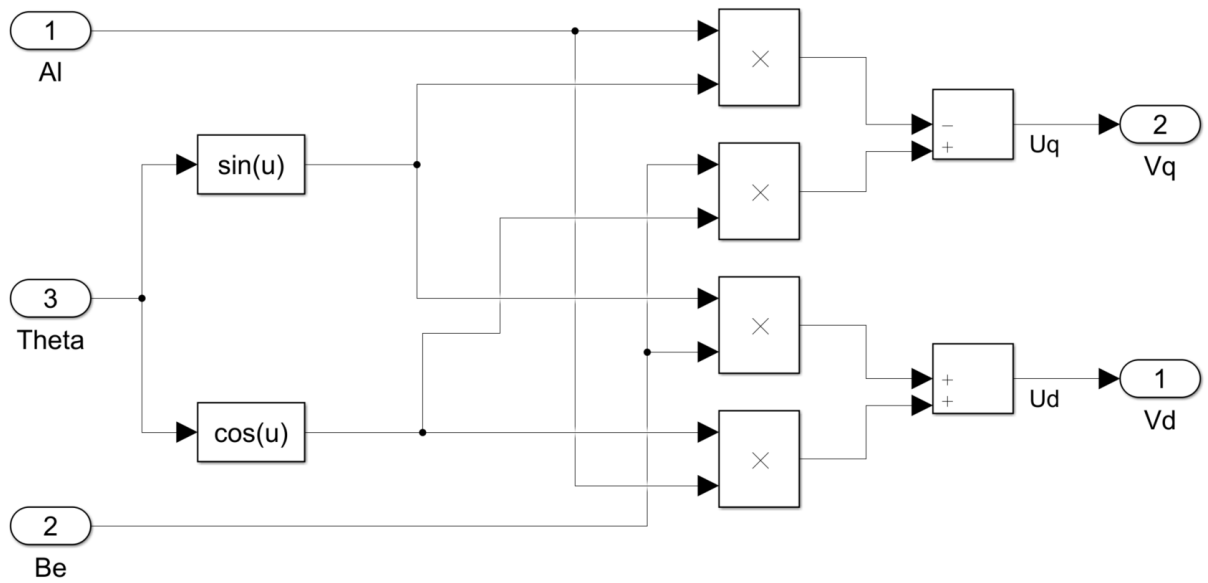 1
Al
×
−
+
Uq
2
Vq
sin(u)
×
3
Theta
×
+
+
Ud
1
Vd
cos(u)
×
2
Be